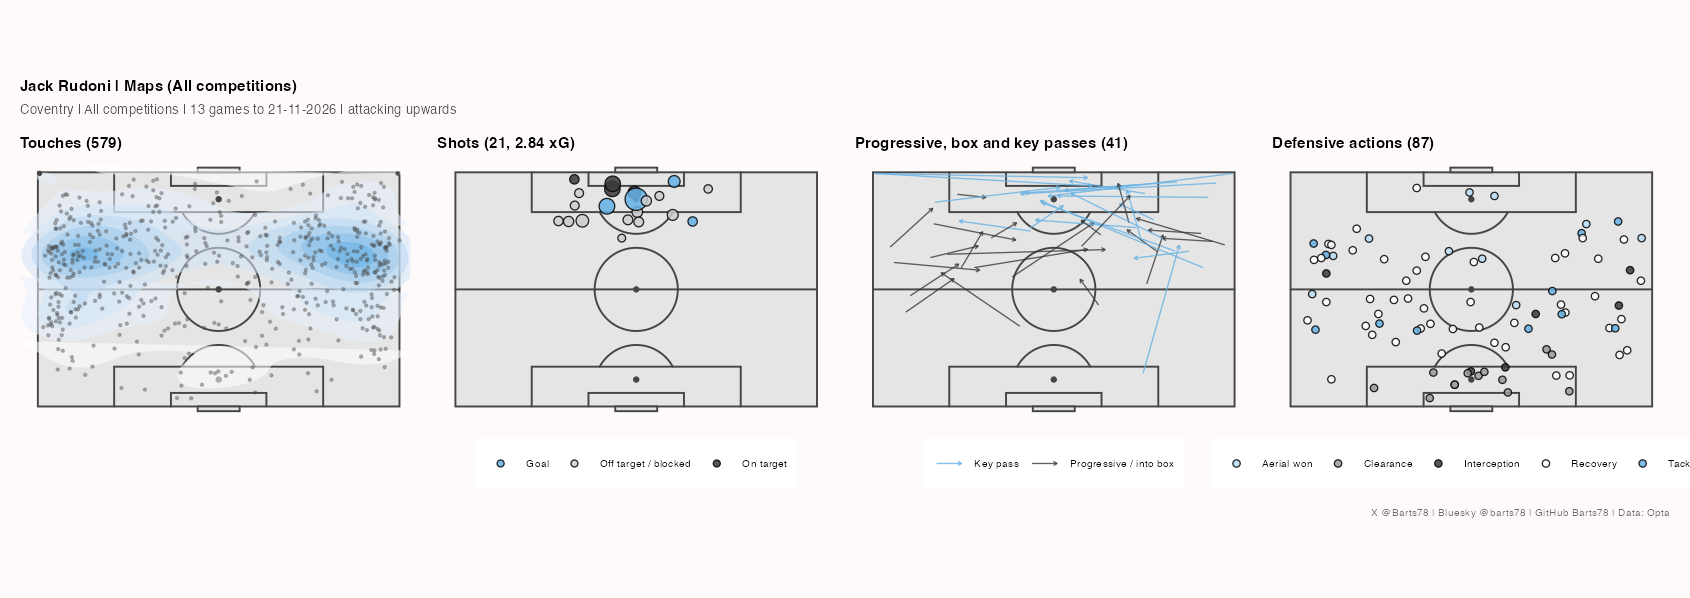 Jack Rudoni | Maps (All competitions)
Coventry | All competitions | 13 games to 21-11-2026 | attacking upwards
Touches (579)
Shots (21, 2.84 xG)
Progressive, box and key passes (41)
Defensive actions (87)
Goal
Off target / blocked
On target
Key pass
Progressive / into box
Aerial won
Clearance
Interception
Recovery
Tack
X @Barts78 | Bluesky @barts78 | GitHub Barts78 | Data: Opta